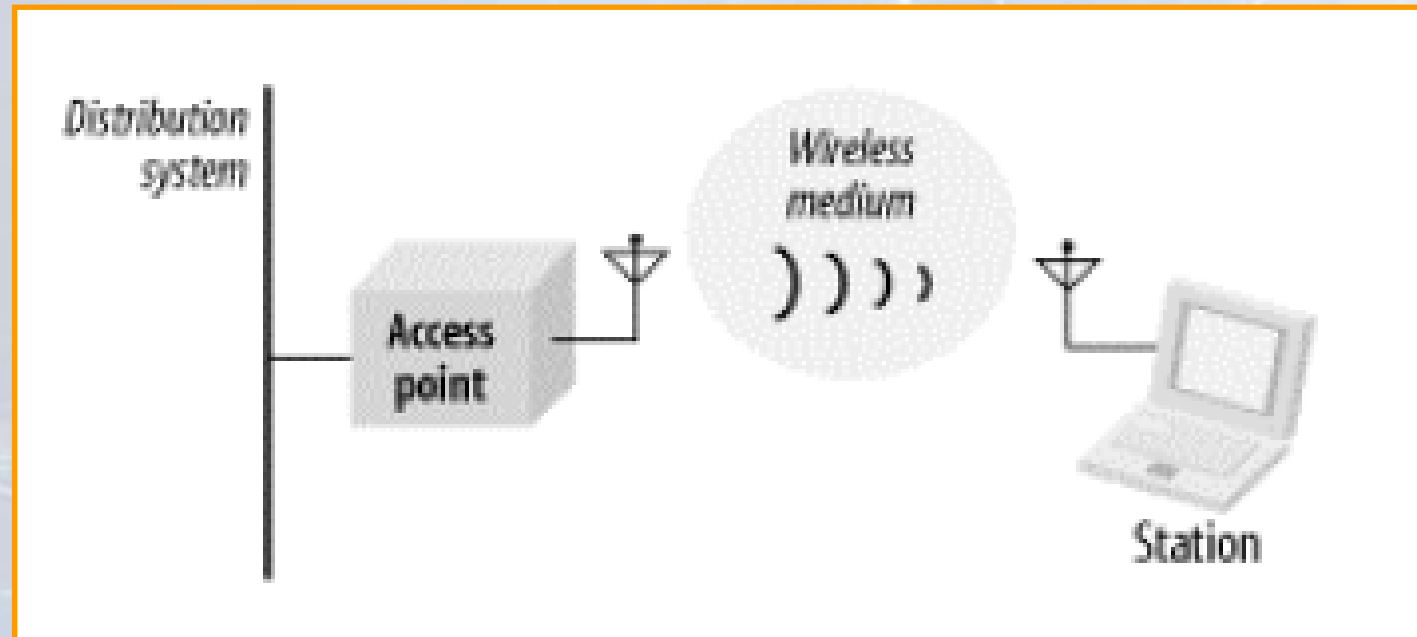 Distribution
system
Wireless
medium
Access
point
Station